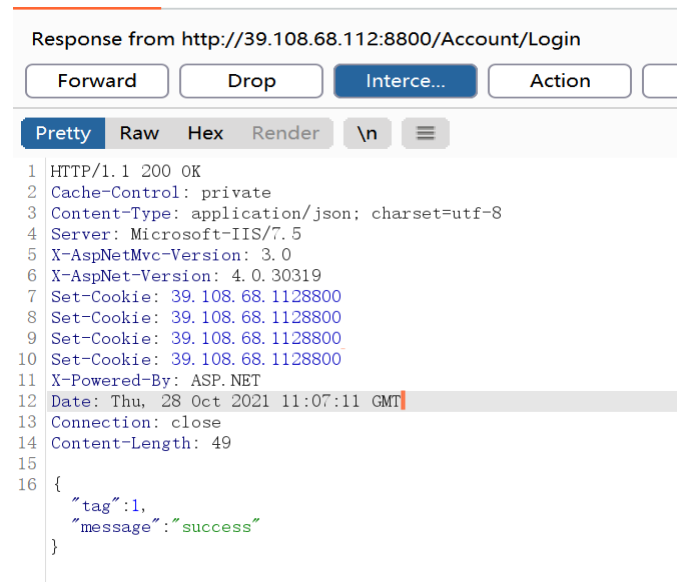 Response from http://39.108.68.112:8800/Account/Login
Forward Drop Interce... Action
Pretty Raw Hex Render \n
1 HTTP/1.1 200 OK
2 Cache-Control: private
3 Content-Type: application/json; charset=utf-8
4 Server: Microsoft-IIS/7.5
5 X-AspNetMvc-Version: 3.0
6 X-AspNet-Version: 4.0.30319
7 Set-Cookie: 39.108.68.1128800
8 Set-Cookie: 39.108.68.1128800
9 Set-Cookie: 39.108.68.1128800
10 Set-Cookie: 39.108.68.1128800
11 X-Powered-By: ASP.NET
12 Date: Thu, 28 Oct 2021 11:07:11 GMT
13 Connection: close
14 Content-Length: 49
15
16 {
"tag":1,
"message":"success"
}